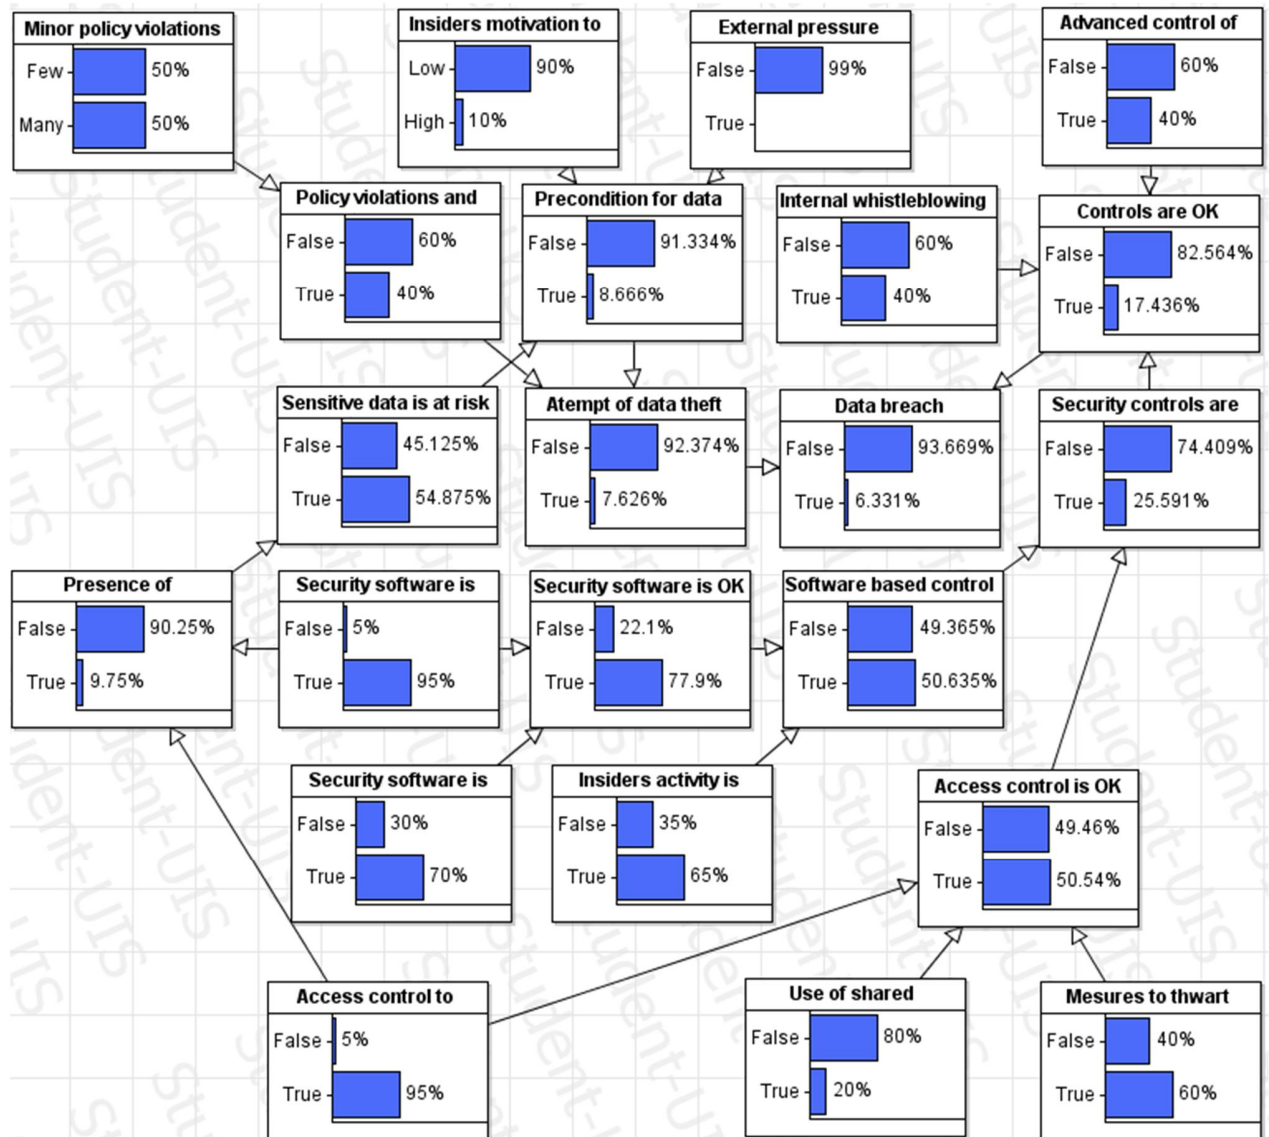 Minor policy violations
Few 50%
Many 50%
Insiders motivation to
Low 90%
High 10%
External pressure
False 99%
True
Advanced control of
False 60%
True 40%
Policy violations and
False 60%
True 40%
Precondition for data
False 91.334%
True 8.666%
Internal whistleblowing
False 60%
True 40%
Controls are OK
False 82.564%
True 17.436%
Sensitive data is at risk
False 45.125%
True 54.875%
Atempt of data theft
False 92.374%
True 7.626%
Data breach
False 93.669%
True 6.331%
Security controls are
False 74.409%
True 25.591%
Presence of
False 90.25%
True 9.75%
Security software is
False 5%
True 95%
Security software is OK
False 22.1%
True 77.9%
Software based control
False 49.365%
True 50.635%
Security software is
False 30%
True 70%
Insiders activity is
False 35%
True 65%
Access control is OK
False 49.46%
True 50.54%
Access control to
False 5%
True 95%
Use of shared
False 80%
True 20%
Mesures to thwart
False 40%
True 60%
Student-UIS